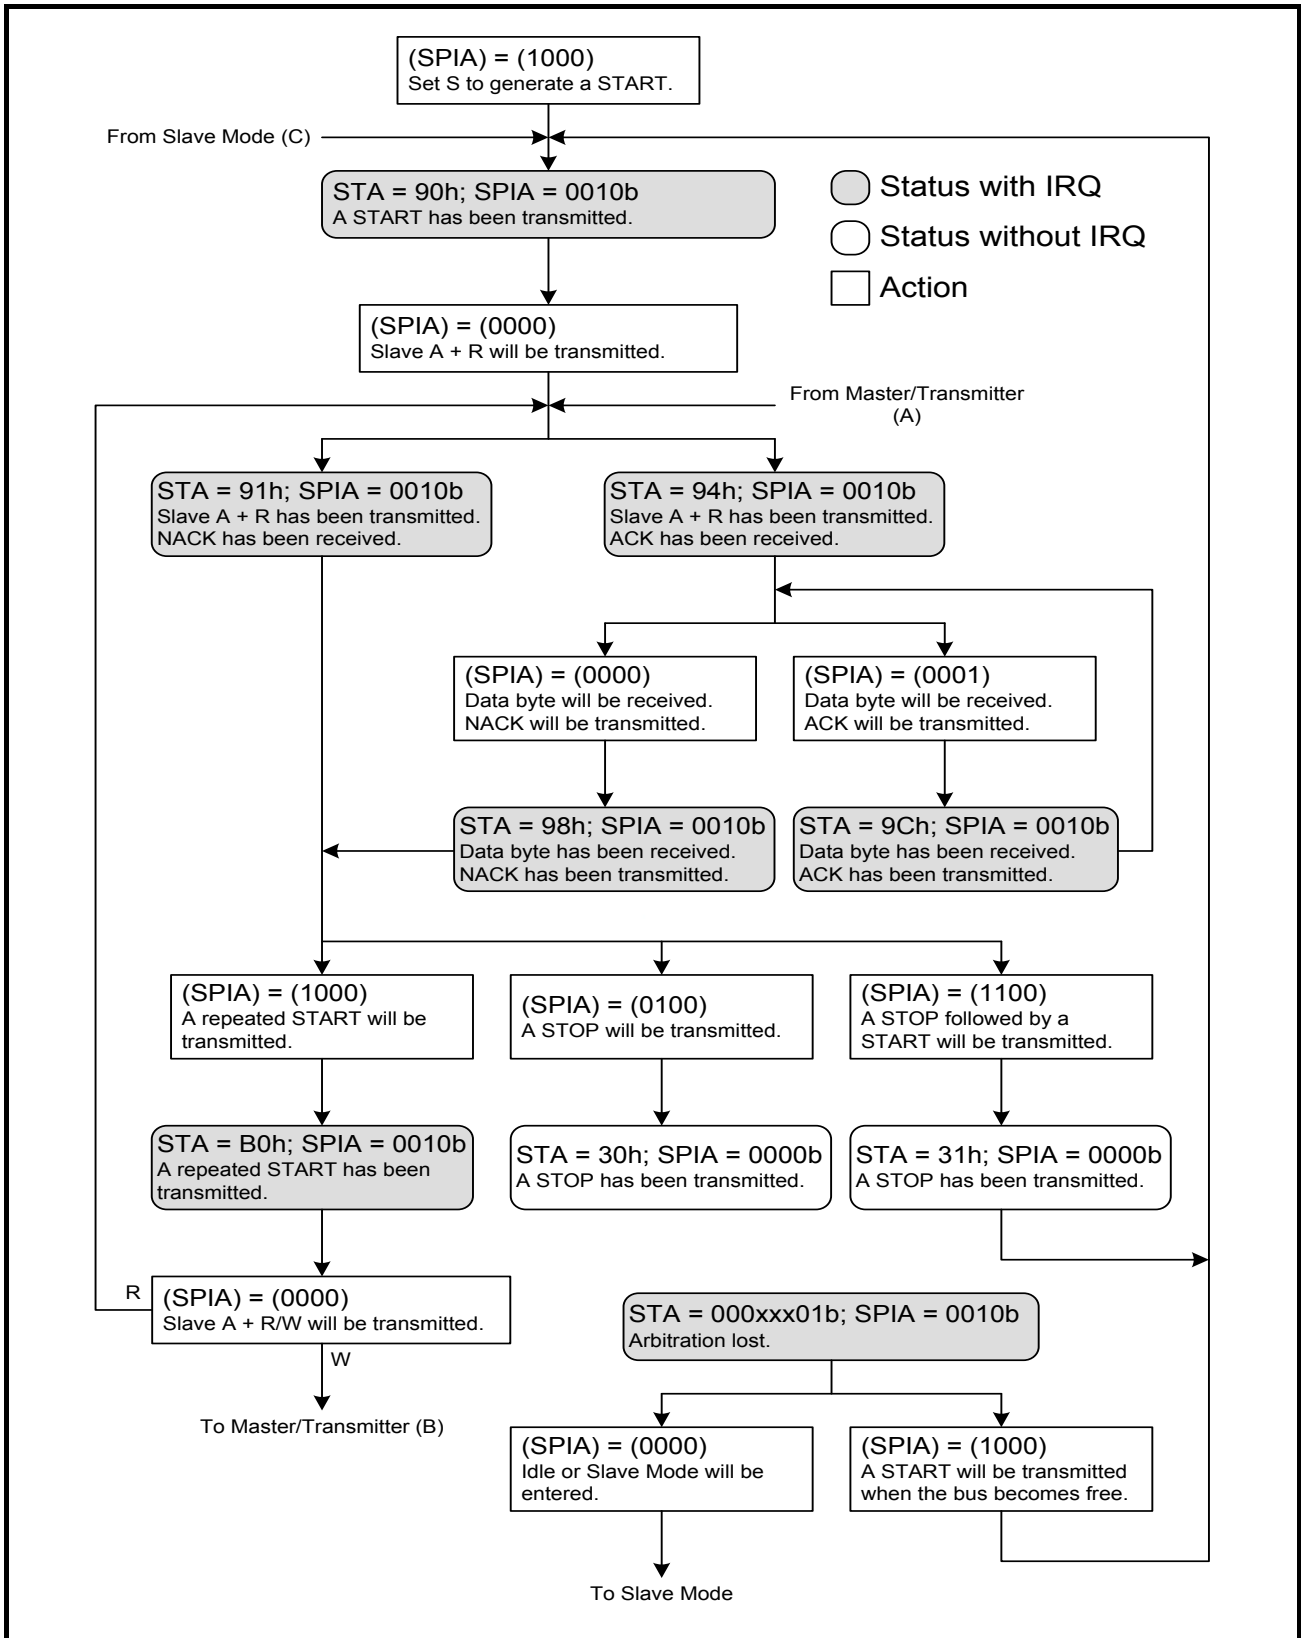 (SPIA) = (1000)
Set S to generate a START.
From Slave Mode (C)
STA = 90h; SPIA = 0010b
A START has been transmitted.
Status with IRQ
Status without IRQ
Action
(SPIA) = (0000)
Slave A + R will be transmitted.
From Master/Transmitter
(A)
STA = 91h; SPIA = 0010b
Slave A + R has been transmitted.
NACK has been received.
STA = 94h; SPIA = 0010b
Slave A + R has been transmitted.
ACK has been received.
(SPIA) = (0000)
Data byte will be received.
NACK will be transmitted.
(SPIA) = (0001)
Data byte will be received.
ACK will be transmitted.
STA = 98h; SPIA = 0010b
Data byte has been received.
NACK has been transmitted.
STA = 9Ch; SPIA = 0010b
Data byte has been received.
ACK has been transmitted.
(SPIA) = (1000)
A repeated START will be
transmitted.
(SPIA) = (0100)
A STOP will be transmitted.
(SPIA) = (1100)
A STOP followed by a
START will be transmitted.
STA = B0h; SPIA = 0010b
A repeated START has been
transmitted.
STA = 30h; SPIA = 0000b
A STOP has been transmitted.
STA = 31h; SPIA = 0000b
A STOP has been transmitted.
R
(SPIA) = (0000)
Slave A + R/W will be transmitted.
W
To Master/Transmitter (B)
STA = 000xxx01b; SPIA = 0010b
Arbitration lost.
(SPIA) = (0000)
Idle or Slave Mode will be
entered.
(SPIA) = (1000)
A START will be transmitted
when the bus becomes free.
To Slave Mode